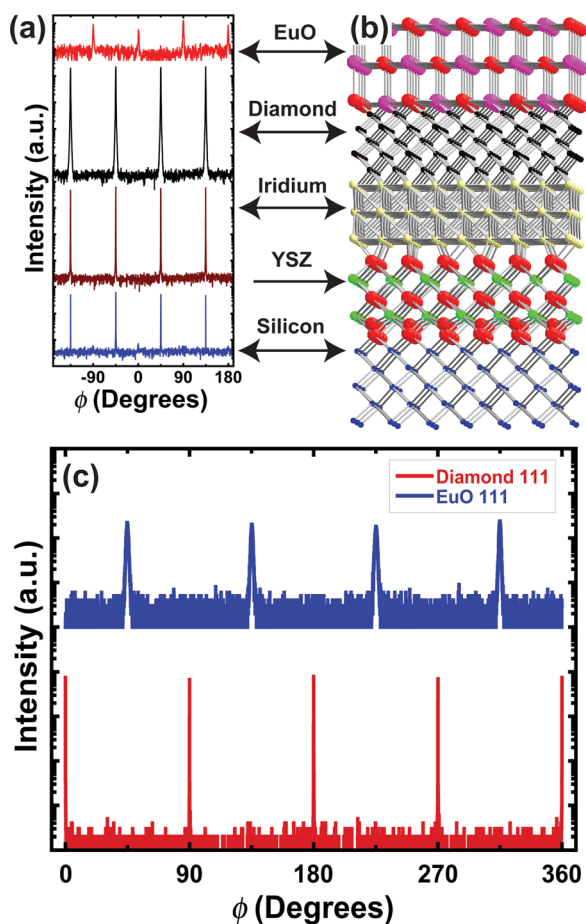 (a)
(b)
EuO
Diamond
Iridium
YSZ
Silicon
Intensity (a.u.)
-90 0 90 180
ϕ (Degrees)
(c)
Diamond 111
EuO 111
Intensity (a.u.)
0 90 180 270 360
ϕ (Degrees)